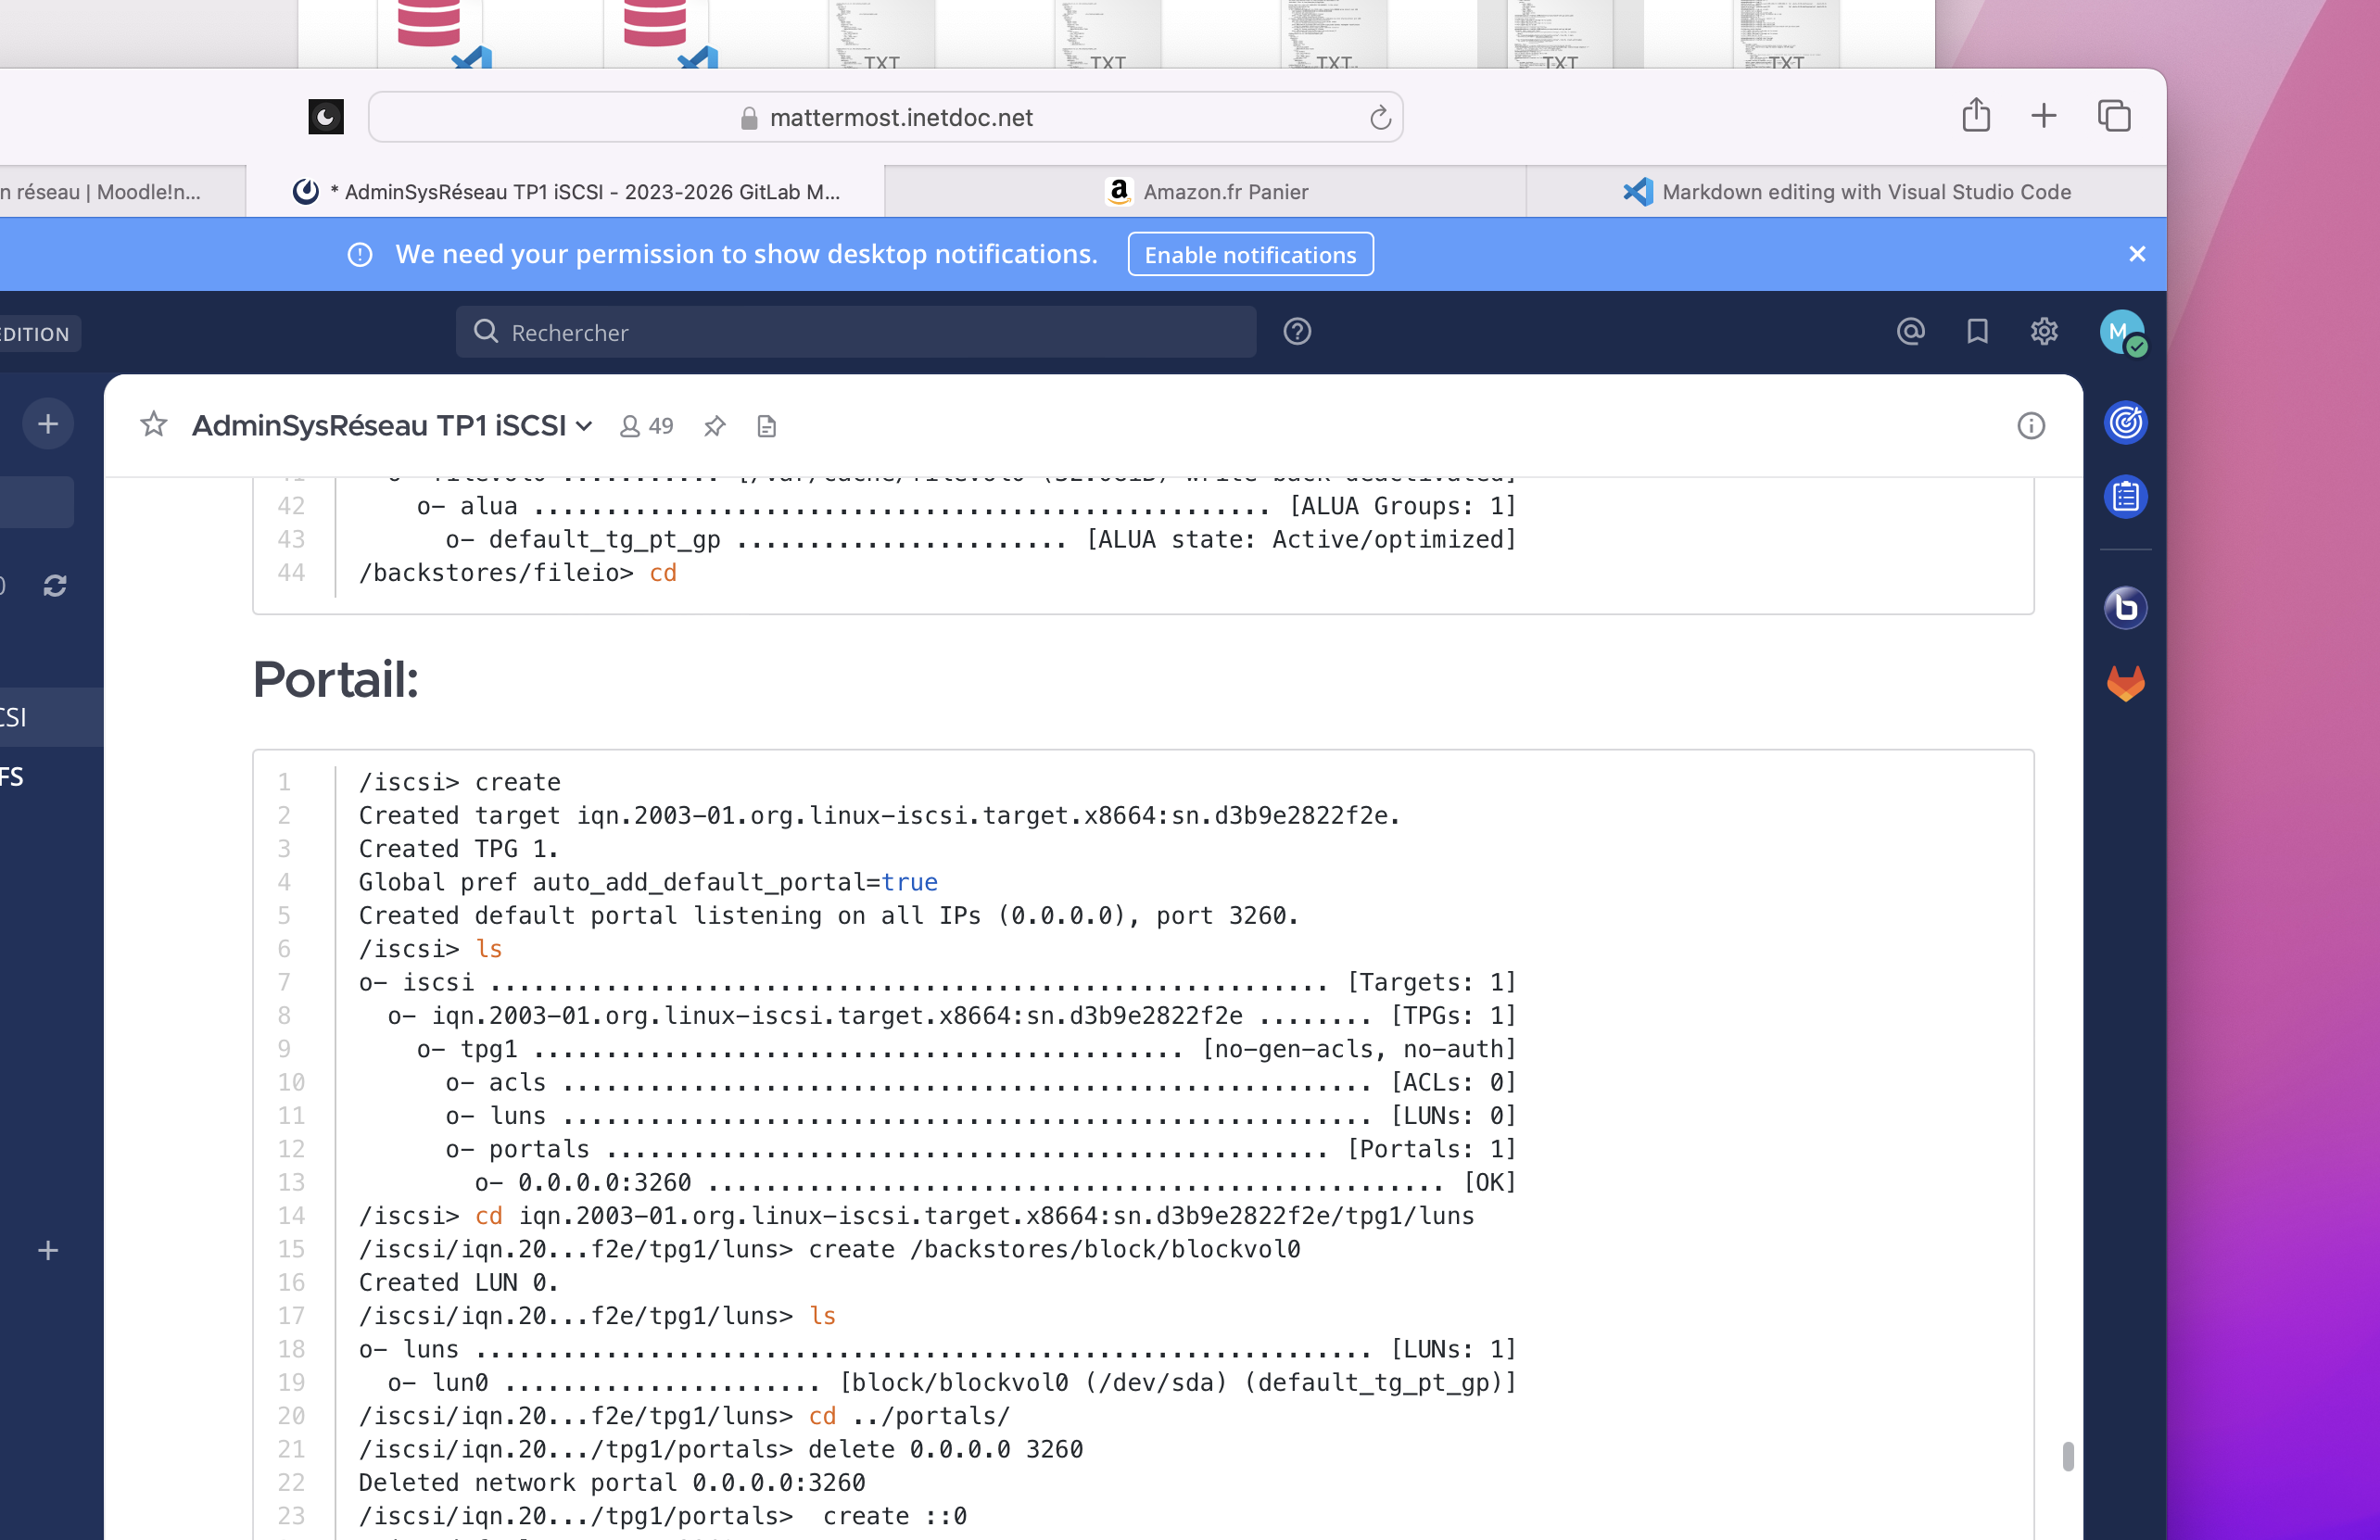 TXT TXT TXT TXT TXT
mattermost.inetdoc.net
n réseau | Moodle!n...
* AdminSysRéseau TP1 iSCSI - 2023-2026 GitLab M...
Amazon.fr Panier
Markdown editing with Visual Studio Code
We need your permission to show desktop notifications.
Enable notifications
EDITION
Rechercher
M
AdminSysRéseau TP1 iSCSI
49
CSI
FS
42 o- alua ................................................... [ALUA Groups: 1]
43 o- default_tg_pt_gp ....................... [ALUA state: Active/optimized]
44 /backstores/fileio> cd
Portail:
1 /iscsi> create
2 Created target iqn.2003-01.org.linux-iscsi.target.x8664:sn.d3b9e2822f2e.
3 Created TPG 1.
4 Global pref auto_add_default_portal=true
5 Created default portal listening on all IPs (0.0.0.0), port 3260.
6 /iscsi> ls
7 o- iscsi .......................................................... [Targets: 1]
8 o- iqn.2003-01.org.linux-iscsi.target.x8664:sn.d3b9e2822f2e ........ [TPGs: 1]
9 o- tpg1 ............................................. [no-gen-acls, no-auth]
10 o- acls ........................................................ [ACLs: 0]
11 o- luns ........................................................ [LUNs: 0]
12 o- portals .................................................. [Portals: 1]
13 o- 0.0.0.0:3260 ................................................... [OK]
14 /iscsi> cd iqn.2003-01.org.linux-iscsi.target.x8664:sn.d3b9e2822f2e/tpg1/luns
15 /iscsi/iqn.20...f2e/tpg1/luns> create /backstores/block/blockvol0
16 Created LUN 0.
17 /iscsi/iqn.20...f2e/tpg1/luns> ls
18 o- luns .............................................................. [LUNs: 1]
19 o- lun0 ...................... [block/blockvol0 (/dev/sda) (default_tg_pt_gp)]
20 /iscsi/iqn.20...f2e/tpg1/luns> cd ../portals/
21 /iscsi/iqn.20.../tpg1/portals> delete 0.0.0.0 3260
22 Deleted network portal 0.0.0.0:3260
23 /iscsi/iqn.20.../tpg1/portals> create ::0